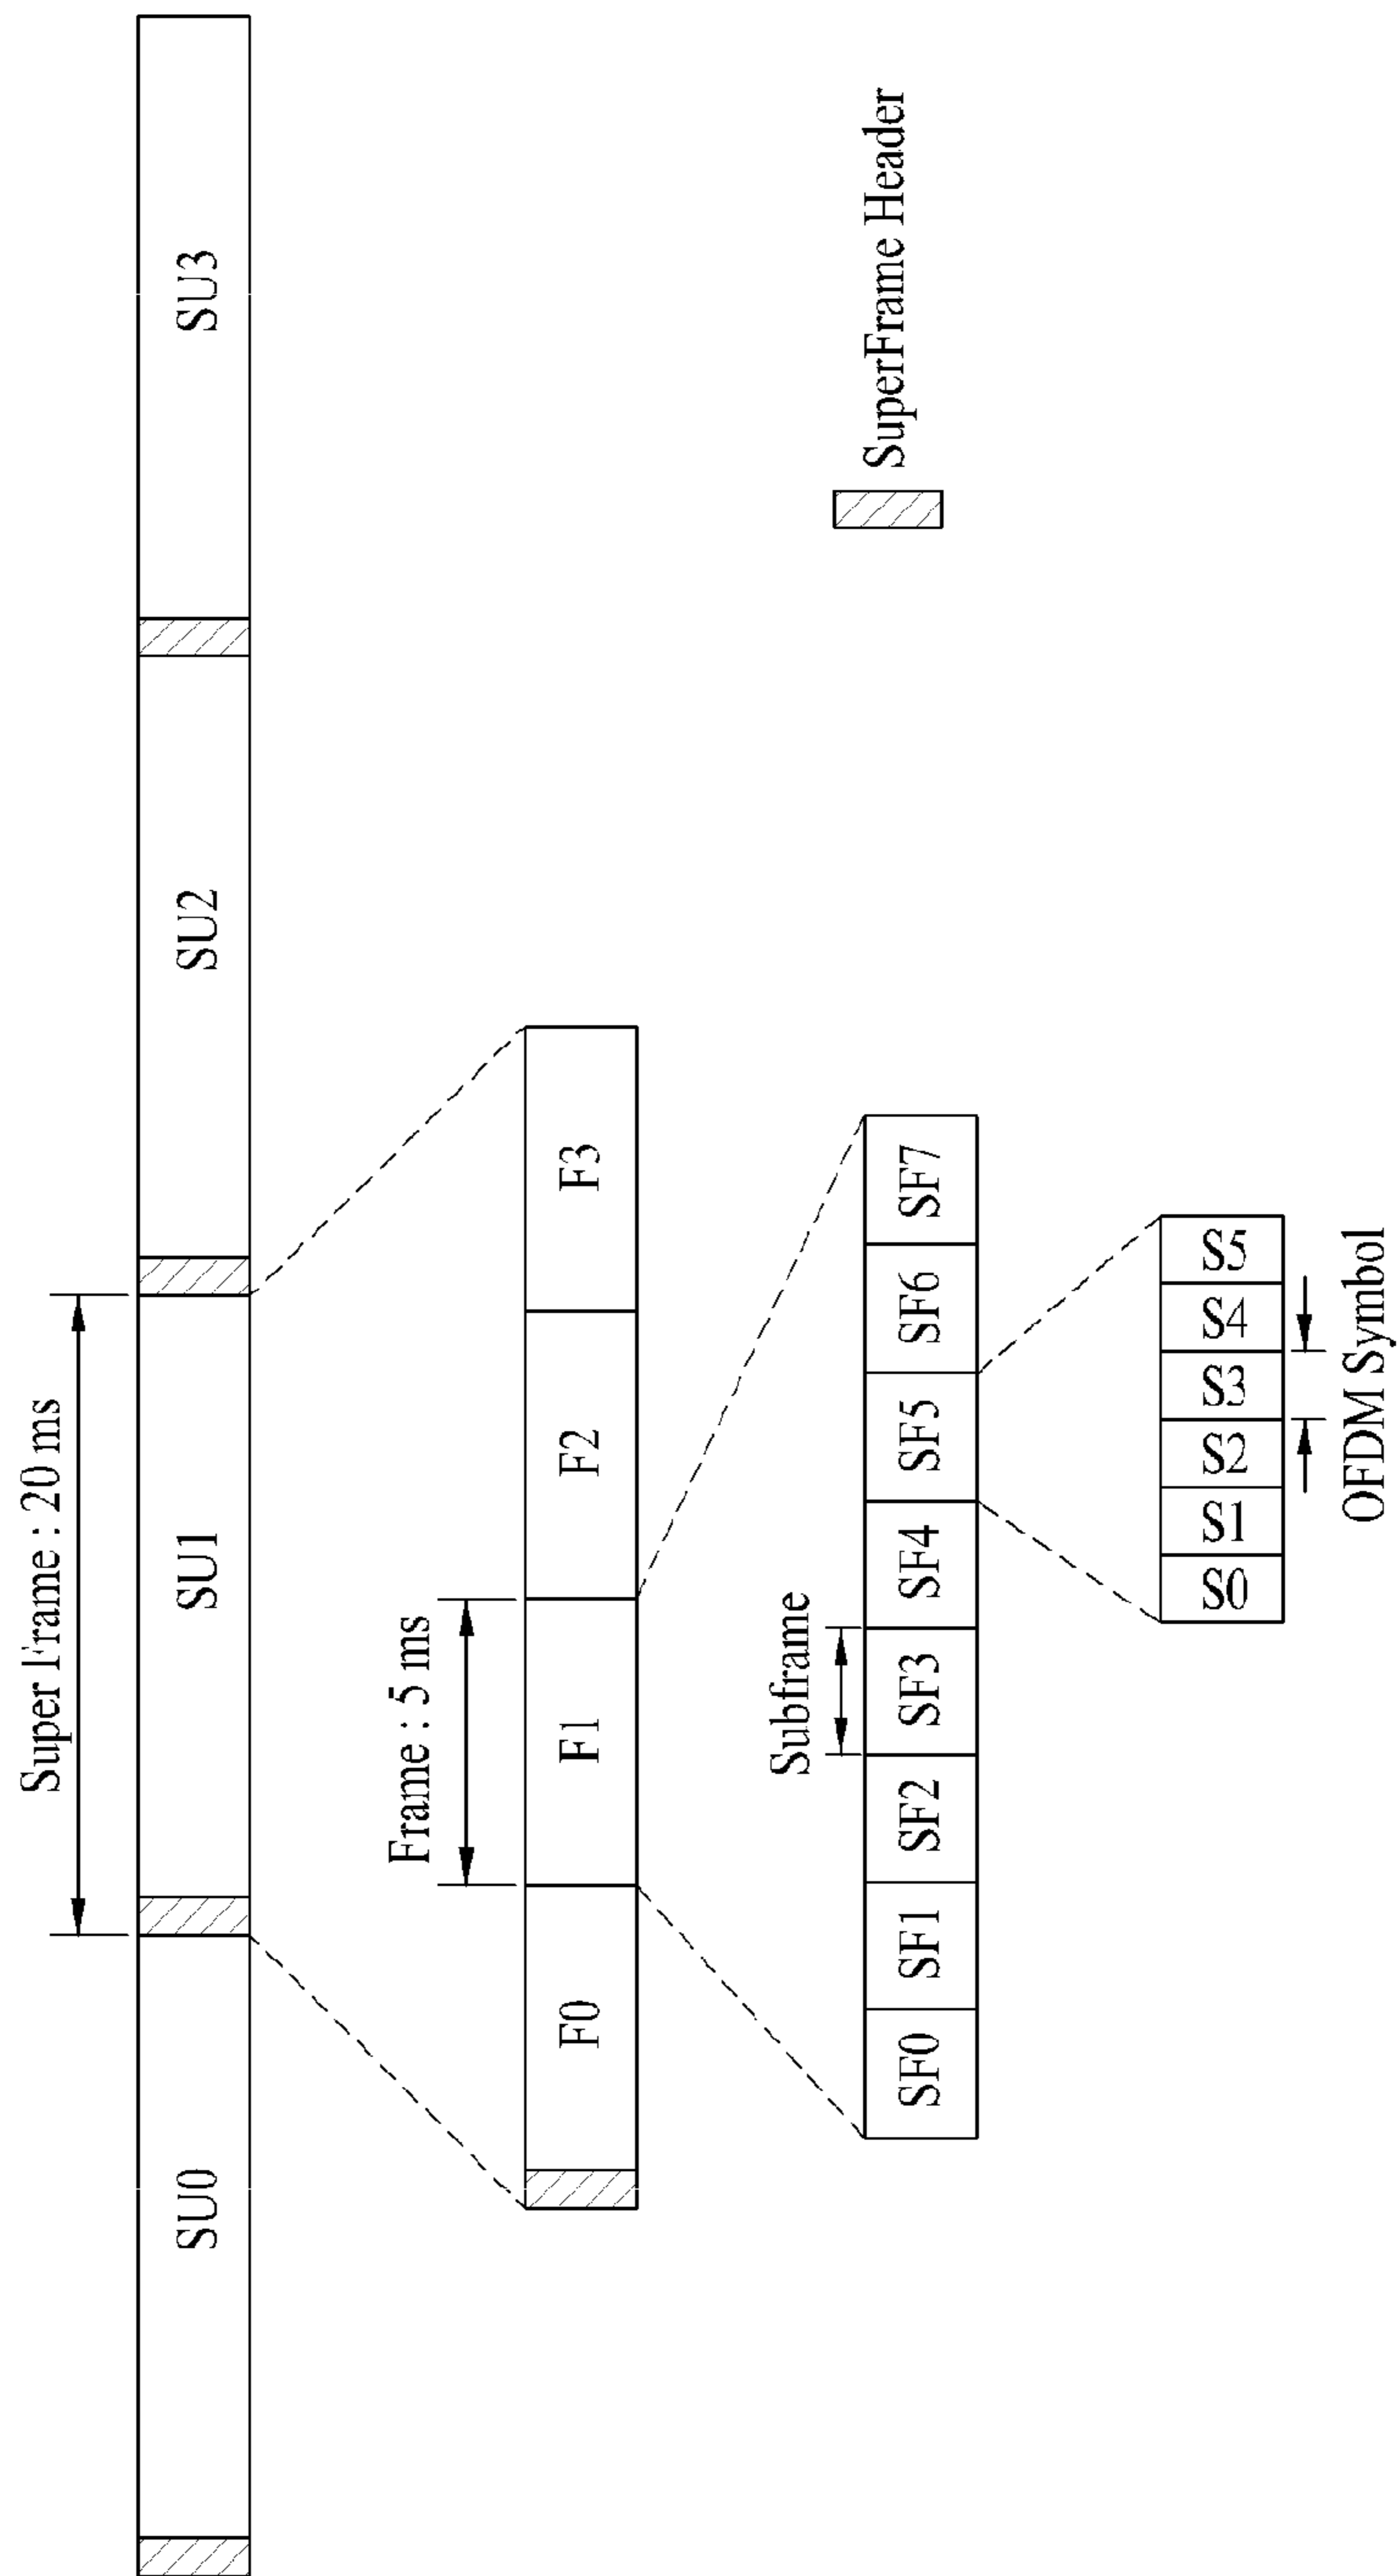 Super Frame : 20 ms
SU0 SU1 SU2 SU3
Frame : 5 ms
F0 F1 F2 F3
Subframe
SF0 SF1 SF2 SF3 SF4 SF5 SF6 SF7
SuperFrame Header
S0 S1 S2 S3 S4 S5
OFDM Symbol